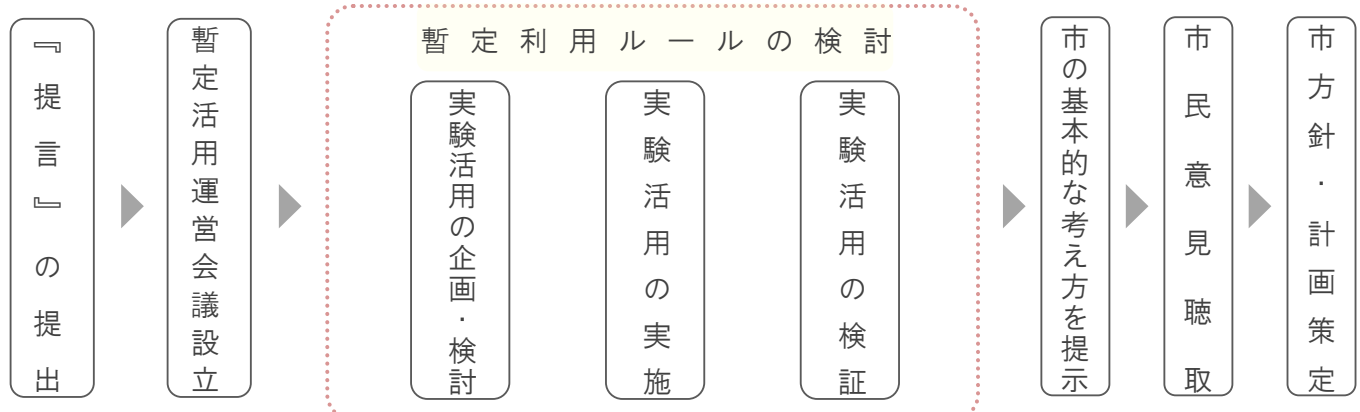 『提言』の提出
暫定活用運営会議設立
暫定利用ルールの検討
実験活用の企画・検討
実験活用の実施
実験活用の検証
市の基本的な考え方を提示
市民意見聴取
市方針・計画策定